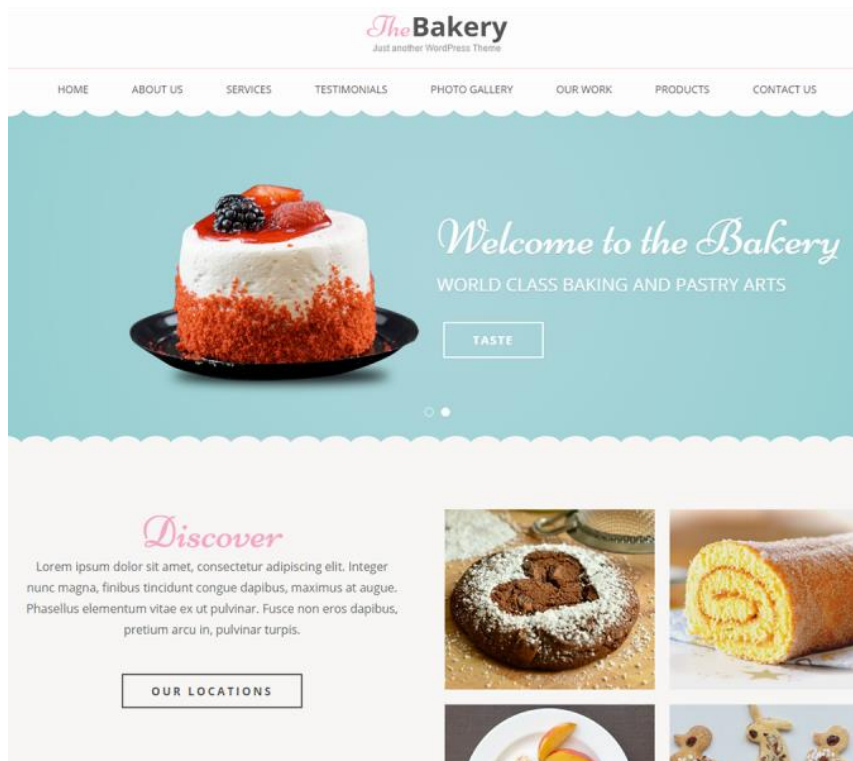 The Bakery
Just another WordPress Theme
HOME ABOUT US SERVICES TESTIMONIALS PHOTO GALLERY OUR WORK PRODUCTS CONTACT US
Welcome to the Bakery
WORLD CLASS BAKING AND PASTRY ARTS
TASTE
Discover
Lorem ipsum dolor sit amet, consectetur adipiscing elit. Integer
nunc magna, finibus tincidunt congue dapibus, maximus at augue.
Phasellus elementum vitae ex ut pulvinar. Fusce non eros dapibus,
pretium arcu in, pulvinar turpis.
OUR LOCATIONS